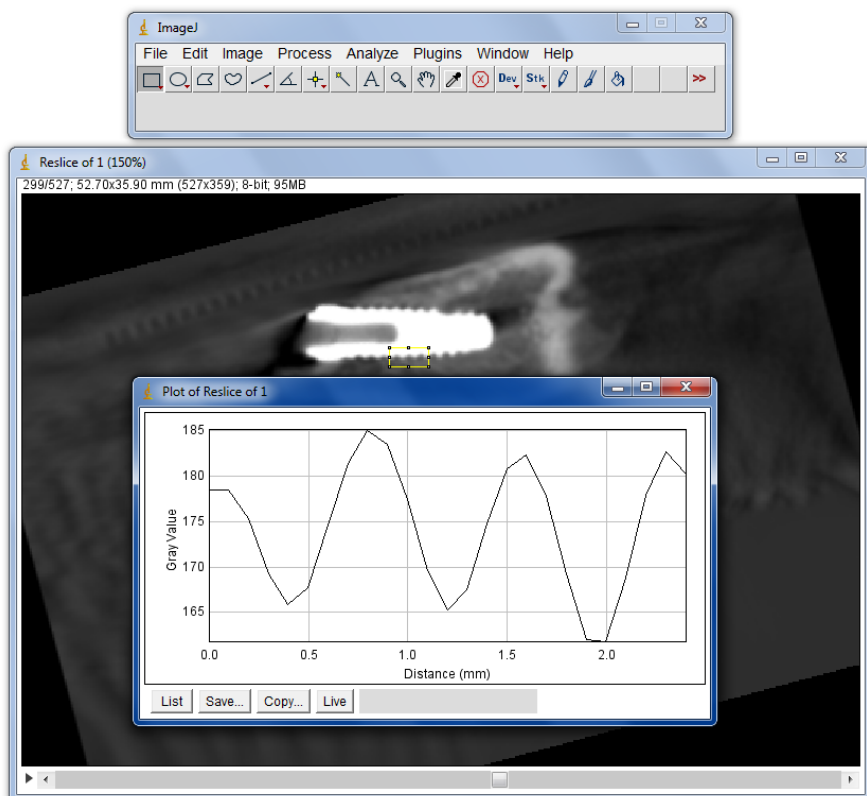 ImageJ
File Edit Image Process Analyze Plugins Window Help
A Dev Stk >>
Reslice of 1 (150%)
299/527; 52.70x35.90 mm (527x359); 8-bit; 95MB
Plot of Reslice of 1
185
180
175
170
165
Gray Value
0.0 0.5 1.0 1.5 2.0
Distance (mm)
List Save... Copy... Live